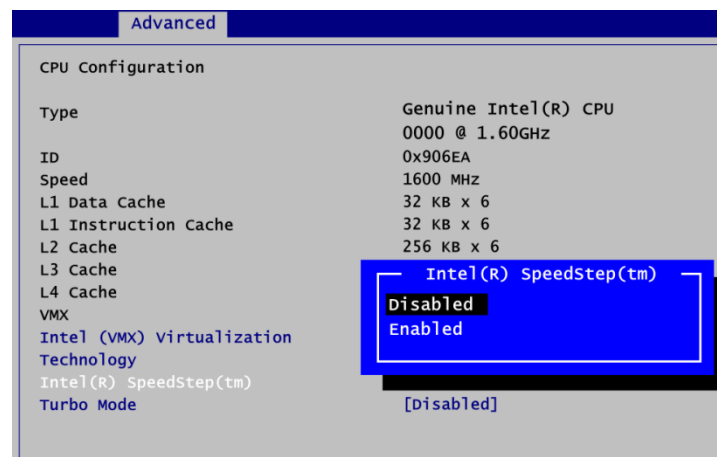 Advanced
CPU Configuration
Type Genuine Intel(R) CPU
0000 @ 1.60GHz
ID 0x906EA
Speed 1600 MHz
L1 Data Cache 32 KB x 6
L1 Instruction Cache 32 KB x 6
L2 Cache 256 KB x 6
L3 Cache
L4 Cache
VMX
Intel (VMX) Virtualization
Technology
Intel(R) SpeedStep(tm)
Turbo Mode [Disabled]
Intel(R) SpeedStep(tm)
Disabled
Enabled